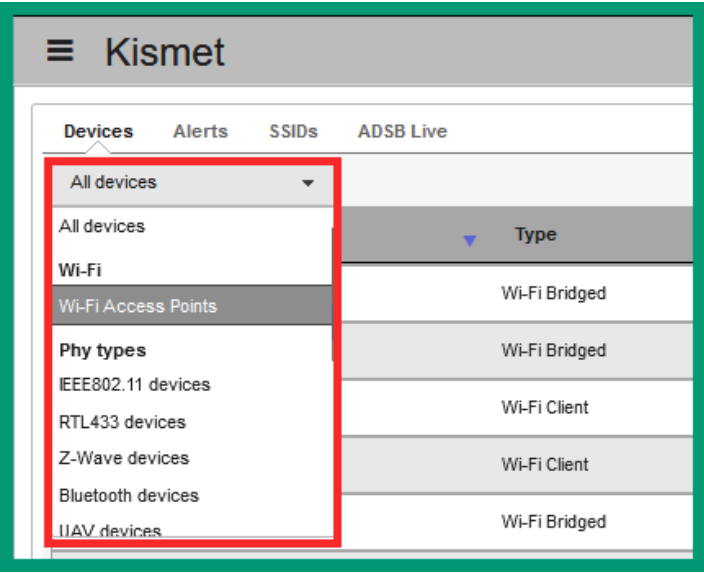 ≡ Kismet
Devices Alerts SSIDs ADSB Live
All devices
All devices
Type
Wi-Fi
Wi-Fi Access Points
Wi-Fi Bridged
Phy types
Wi-Fi Bridged
IEEE802.11 devices
Wi-Fi Client
RTL433 devices
Z-Wave devices
Wi-Fi Client
Bluetooth devices
UAV devices
Wi-Fi Bridged